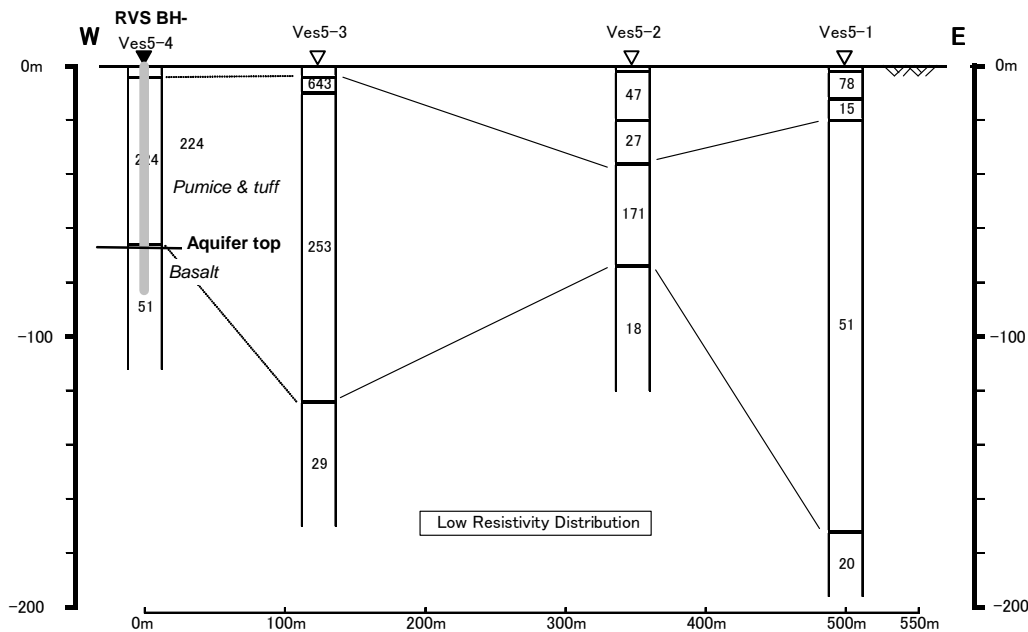 RVS BH-
W Ves5-4 Ves5-3 Ves5-2 Ves5-1 E
0m 0m
643 47 78
15
27
224 224
Pumice & tuff
171
Aquifer top 253
Basalt
51 18 51
-100 -100
29
Low Resistivity Distribution
20
-200 -200
0m 100m 200m 300m 400m 500m 550m